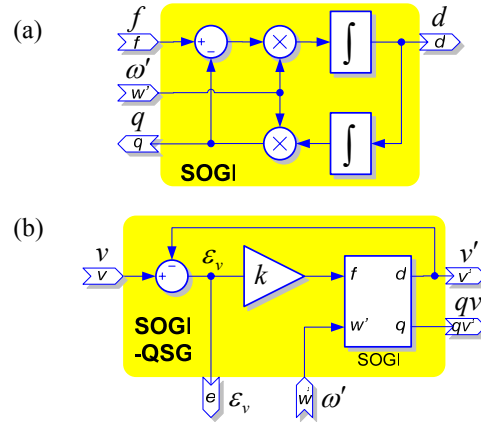 (a)
f
d
f
+
−
×
∫
d
ω'
w'
q
q
×
∫
SOGI
(b)
v
v
−
+
ε_v
k
f
d
w'
q
SOGI
v'
v'
qv'
qv'
SOGI
-QSG
e
ε_v
w'
ω'